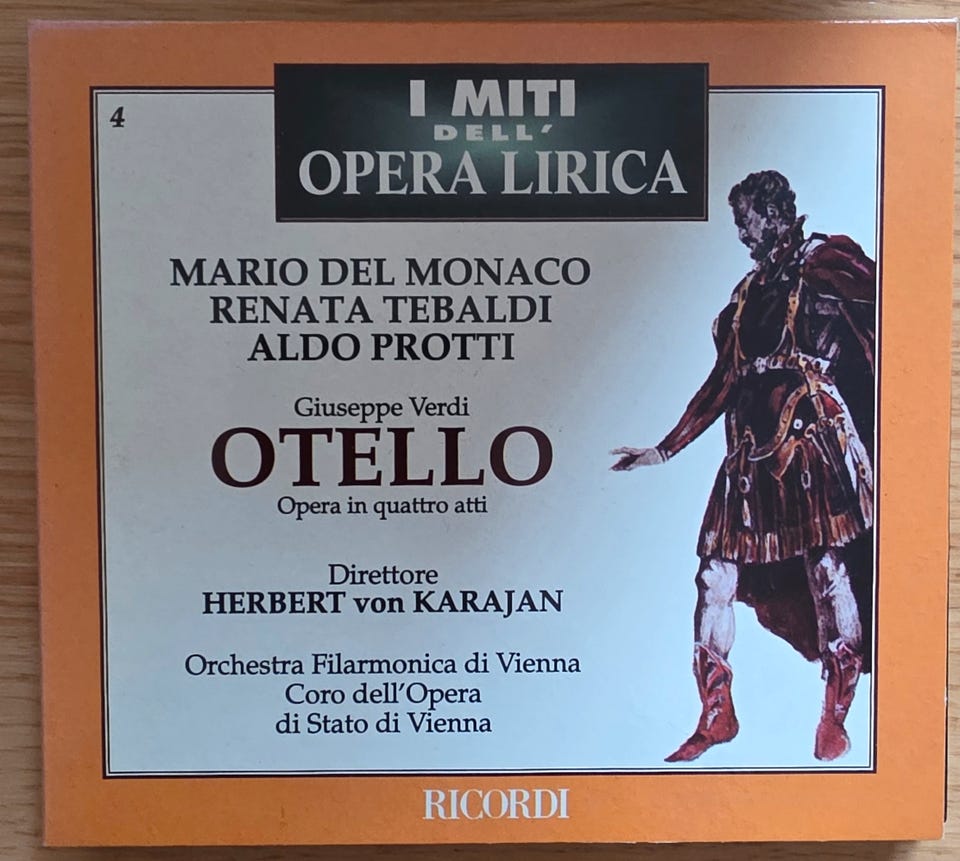 4
I MITI
DELL'
OPERA LIRICA
MARIO DEL MONACO
RENATA TEBALDI
ALDO PROTTI
Giuseppe Verdi
OTELLO
Opera in quattro atti
Direttore
HERBERT von KARAJAN
Orchestra Filarmonica di Vienna
Coro dell'Opera
di Stato di Vienna
RICORDI